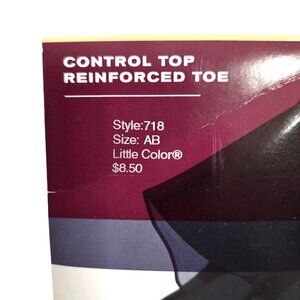 CONTROL TOP
REINFORCED TOE
Style:718
Size: AB
Little Color®
$8.50